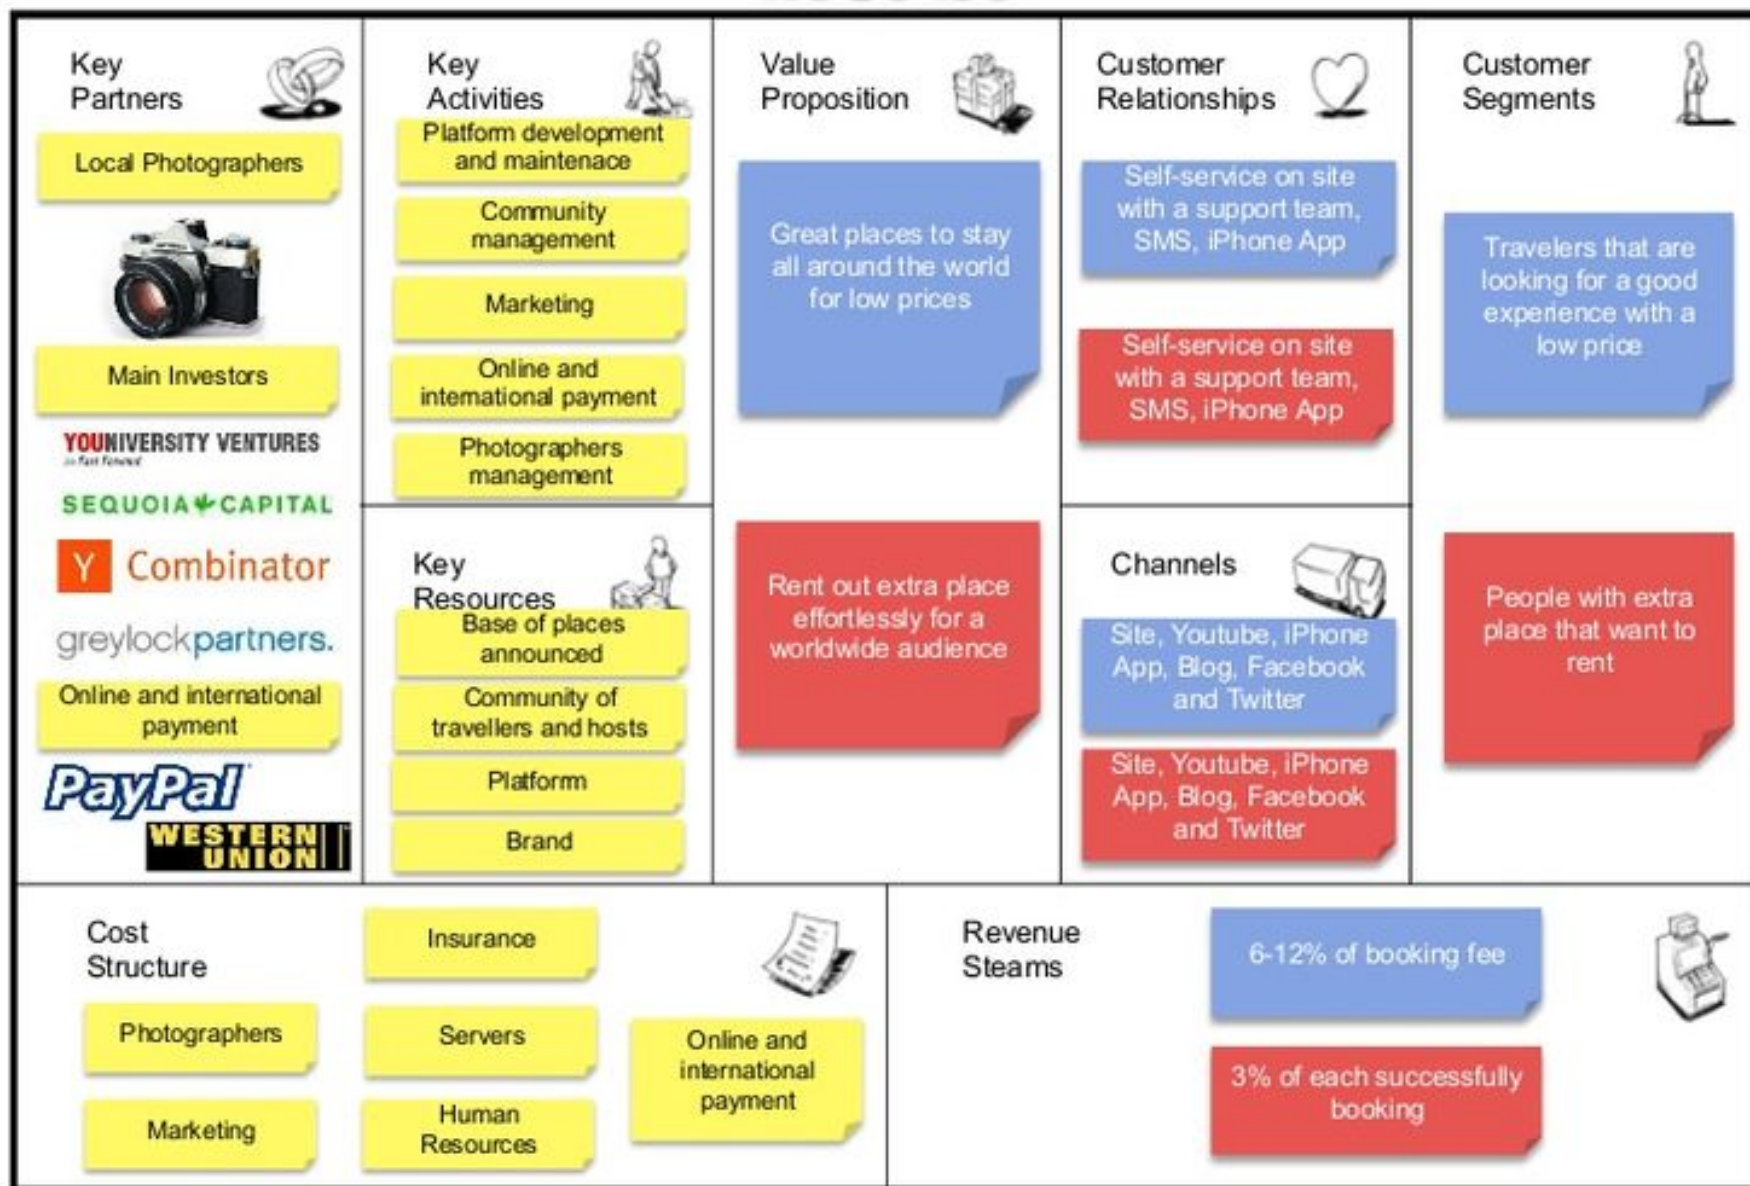 Key
Partners
Local Photographers
Main Investors
YOUNIVERSITY VENTURES
SEQUOIA CAPITAL
Y Combinator
greylockpartners.
Online and international
payment
PayPal
WESTERN
UNION
Key
Activities
Platform development
and maintenace
Community
management
Marketing
Online and
international payment
Photographers
management
Key
Resources
Base of places
announced
Community of
travellers and hosts
Platform
Brand
Value
Proposition
Great places to stay
all around the world
for low prices
Rent out extra place
effortlessly for a
worldwide audience
Customer
Relationships
Self-service on site
with a support team,
SMS, iPhone App
Self-service on site
with a support team,
SMS, iPhone App
Channels
Site, Youtube, iPhone
App, Blog, Facebook
and Twitter
Site, Youtube, iPhone
App, Blog, Facebook
and Twitter
Customer
Segments
Travelers that are
looking for a good
experience with a
low price
People with extra
place that want to
rent
Cost
Structure
Photographers
Marketing
Insurance
Servers
Human
Resources
Online and
international
payment
Revenue
Steams
6-12% of booking fee
3% of each successfully
booking